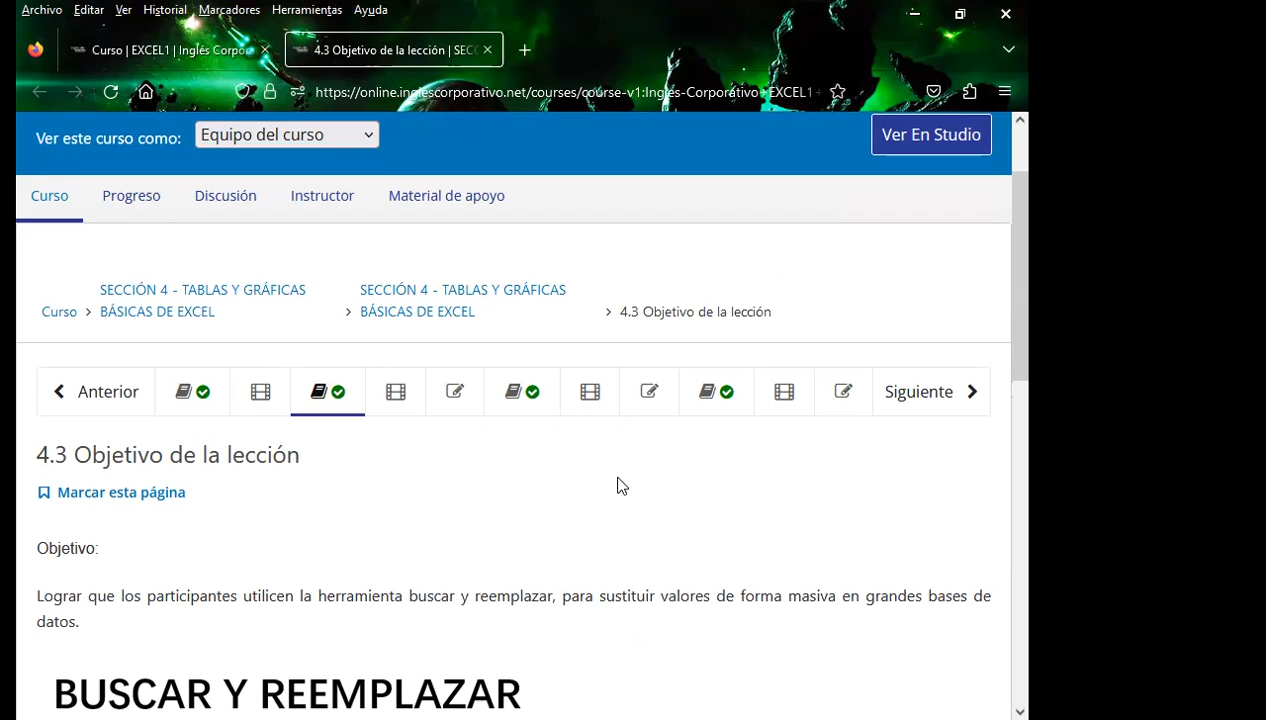 Archivo Editar Ver Historial Marcadores Herramientas Ayuda
Curso | EXCEL1 | Inglés Corpo
4.3 Objetivo de la lección | SEC
https://online.inglescorporativo.net/courses/course-v1:Ingles-Corporativo+EXCEL1+
Ver este curso como: Equipo del curso Ver En Studio
Curso Progreso Discusión Instructor Material de apoyo
Curso > SECCIÓN 4 - TABLAS Y GRÁFICAS BÁSICAS DE EXCEL > SECCIÓN 4 - TABLAS Y GRÁFICAS BÁSICAS DE EXCEL > 4.3 Objetivo de la lección
Anterior Siguiente
4.3 Objetivo de la lección
Marcar esta página
Objetivo:
Lograr que los participantes utilicen la herramienta buscar y reemplazar, para sustituir valores de forma masiva en grandes bases de
datos.
BUSCAR Y REEMPLAZAR